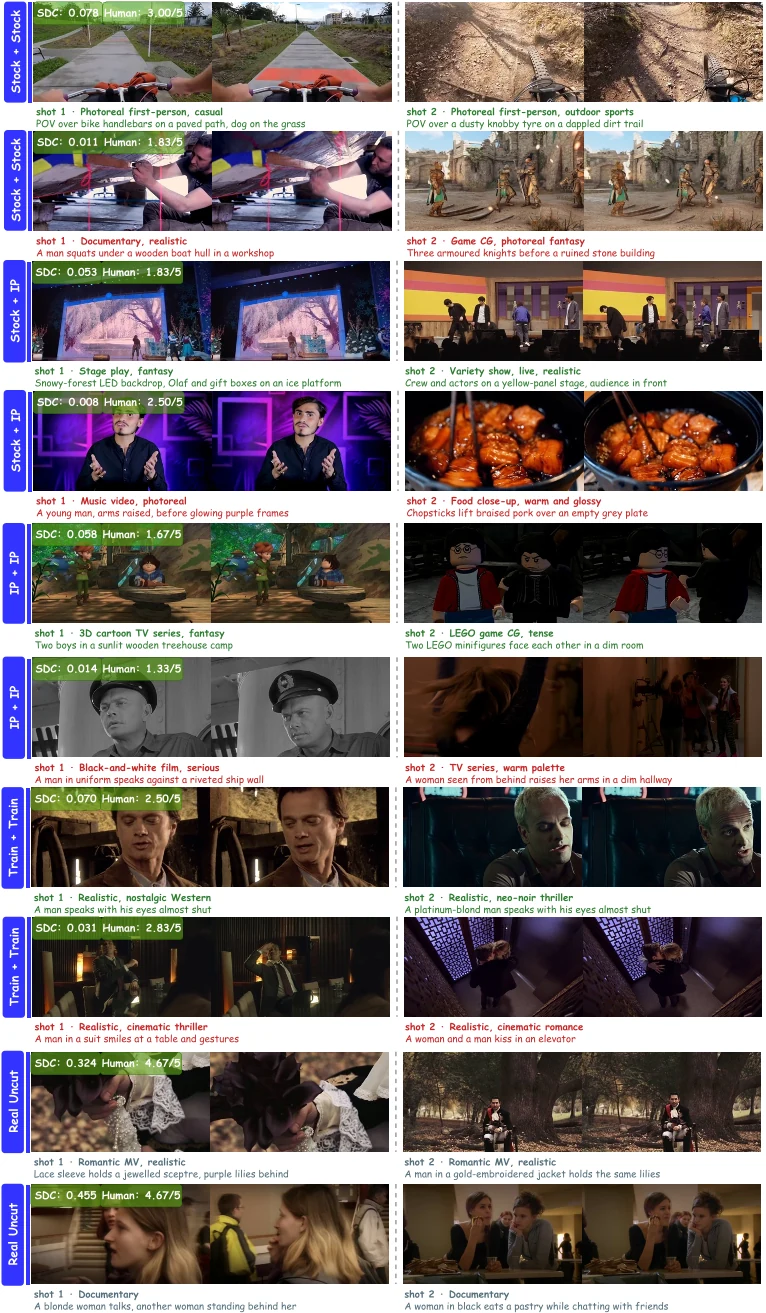 Stock + Stock
SDC: 0.078 Human: 3.00/5
shot 1 · Photoreal first-person, casual
POV over bike handlebars on a paved path, dog on the grass
shot 2 · Photoreal first-person, outdoor sports
POV over a dusty knobby tyre on a dappled dirt trail
Stock + Stock
SDC: 0.011 Human: 1.83/5
shot 1 · Documentary, realistic
A man squats under a wooden boat hull in a workshop
shot 2 · Game CG, photoreal fantasy
Three armoured knights before a ruined stone building
Stock + IP
SDC: 0.053 Human: 1.83/5
shot 1 · Stage play, fantasy
Snowy-forest LED backdrop, Olaf and gift boxes on an ice platform
shot 2 · Variety show, live, realistic
Crew and actors on a yellow-panel stage, audience in front
Stock + IP
SDC: 0.008 Human: 2.50/5
shot 1 · Music video, photoreal
A young man, arms raised, before glowing purple frames
shot 2 · Food close-up, warm and glossy
Chopsticks lift braised pork over an empty grey plate
IP + IP
SDC: 0.058 Human: 1.67/5
shot 1 · 3D cartoon TV series, fantasy
Two boys in a sunlit wooden treehouse camp
shot 2 · LEGO game CG, tense
Two LEGO minifigures face each other in a dim room
IP + IP
SDC: 0.014 Human: 1.33/5
shot 1 · Black-and-white film, serious
A man in uniform speaks against a riveted ship wall
shot 2 · TV series, warm palette
A woman seen from behind raises her arms in a dim hallway
Train + Train
SDC: 0.070 Human: 2.50/5
shot 1 · Realistic, nostalgic Western
A man speaks with his eyes almost shut
shot 2 · Realistic, neo-noir thriller
A platinum-blond man speaks with his eyes almost shut
Train + Train
SDC: 0.031 Human: 2.83/5
shot 1 · Realistic, cinematic thriller
A man in a suit smiles at a table and gestures
shot 2 · Realistic, cinematic romance
A woman and a man kiss in an elevator
Real Uncut
SDC: 0.324 Human: 4.67/5
shot 1 · Romantic MV, realistic
Lace sleeve holds a jewelled sceptre, purple lilies behind
shot 2 · Romantic MV, realistic
A man in a gold-embroidered jacket holds the same lilies
Real Uncut
SDC: 0.455 Human: 4.67/5
shot 1 · Documentary
A blonde woman talks, another woman standing behind her
shot 2 · Documentary
A woman in black eats a pastry while chatting with friends